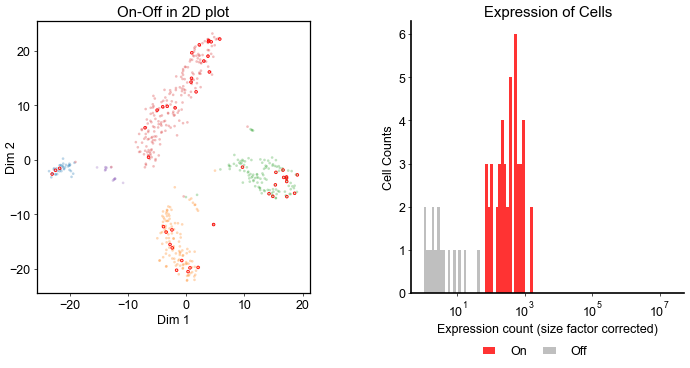 On-Off in 2D plot
Dim 2
20
10
0
−10
−20
−20 −10 0 10 20
Dim 1
Expression of Cells
Cell Counts
6
5
4
3
2
1
0
10^1 10^3 10^5 10^7
Expression count (size factor corrected)
On Off